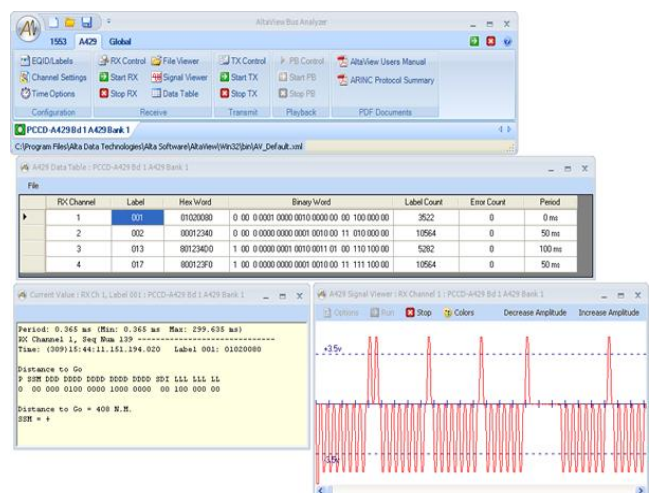 AltaView Bus Analyzer
1553 A429 Global
EQID/Labels RX Control File Viewer TX Control PB Control AltaView Users Manual
Channel Settings Start RX Signal Viewer Start TX Start PB ARINC Protocol Summary
Time Options Stop RX Data Table Stop TX Stop PB
Configuration Receive Transmit Playback PDF Documents
PCCD-A429 Bd 1 A429 Bank 1
C:\Program Files\Alta Data Technologies\Alta Software\AltaView\Win32\bin\AV_Default.xml
A429 Data Table : PCCD-A429 Bd 1 A429 Bank 1
File
RX Channel Label Hex Word Binary Word Label Count Error Count Period
1 001 01020080 0 00 0 0001 0000 0010 0000 00 00 100 000 00 3522 0 0 ms
2 002 00012340 0 00 0 0000 0000 0001 0010 00 11 010 000 00 10564 0 50 ms
3 013 801234D0 1 00 0 0000 0001 0010 0011 01 00 110 100 00 5282 0 100 ms
4 017 800123F0 1 00 0 0000 0000 0001 0010 00 11 111 100 00 10564 0 50 ms
Current Value : RX Ch 1, Label 001 : PCCD-A429 Bd 1 A429 Bank 1
Period: 0.365 ms (Min: 0.365 ms Max: 299.635 ms)
RX Channel 1, Seq Num 139 ------------------------------
Time: (309)15:44:11.151.194.020 Label 001: 01020080
Distance to Go
P SSM DDD DDDD DDDD DDDD DDDD SDI LLL LLL LL
0 00 000 0100 0000 1000 0000 00 100 000 00
Distance to Go = 408 N.M.
SSM = +
A429 Signal Viewer : RX Channel 1 : PCCD-A429 Bd 1 A429 Bank 1
Options Run Stop Colors Decrease Amplitude Increase Amplitude
+3.5v
-3.5v